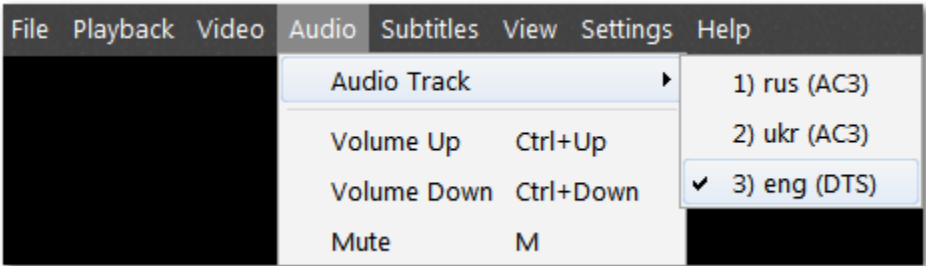 File Playback Video Audio Subtitles View Settings Help
Audio Track
1) rus (AC3)
2) ukr (AC3)
3) eng (DTS)
Volume Up Ctrl+Up
Volume Down Ctrl+Down
Mute M